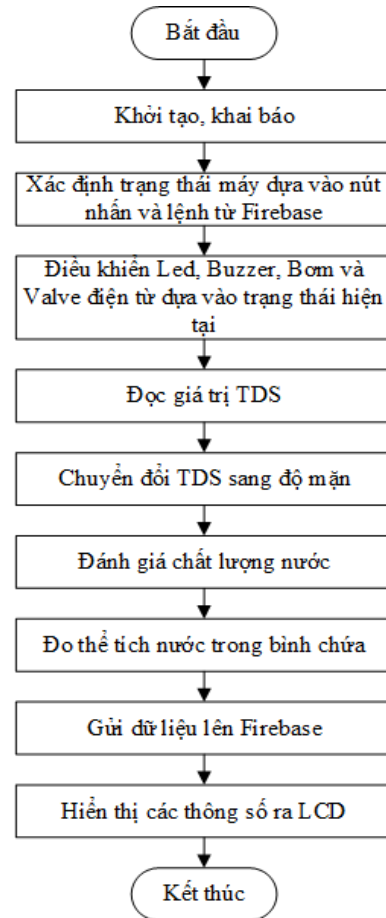 Bắt đầu
Khởi tạo, khai báo
Xác định trạng thái máy dựa vào nút
nhấn và lệnh từ Firebase
Điều khiển Led, Buzzer, Bơm và
Valve điện từ dựa vào trạng thái hiện
tại
Đọc giá trị TDS
Chuyển đổi TDS sang độ mặn
Đánh giá chất lượng nước
Đo thể tích nước trong bình chứa
Gửi dữ liệu lên Firebase
Hiển thị các thông số ra LCD
Kết thúc